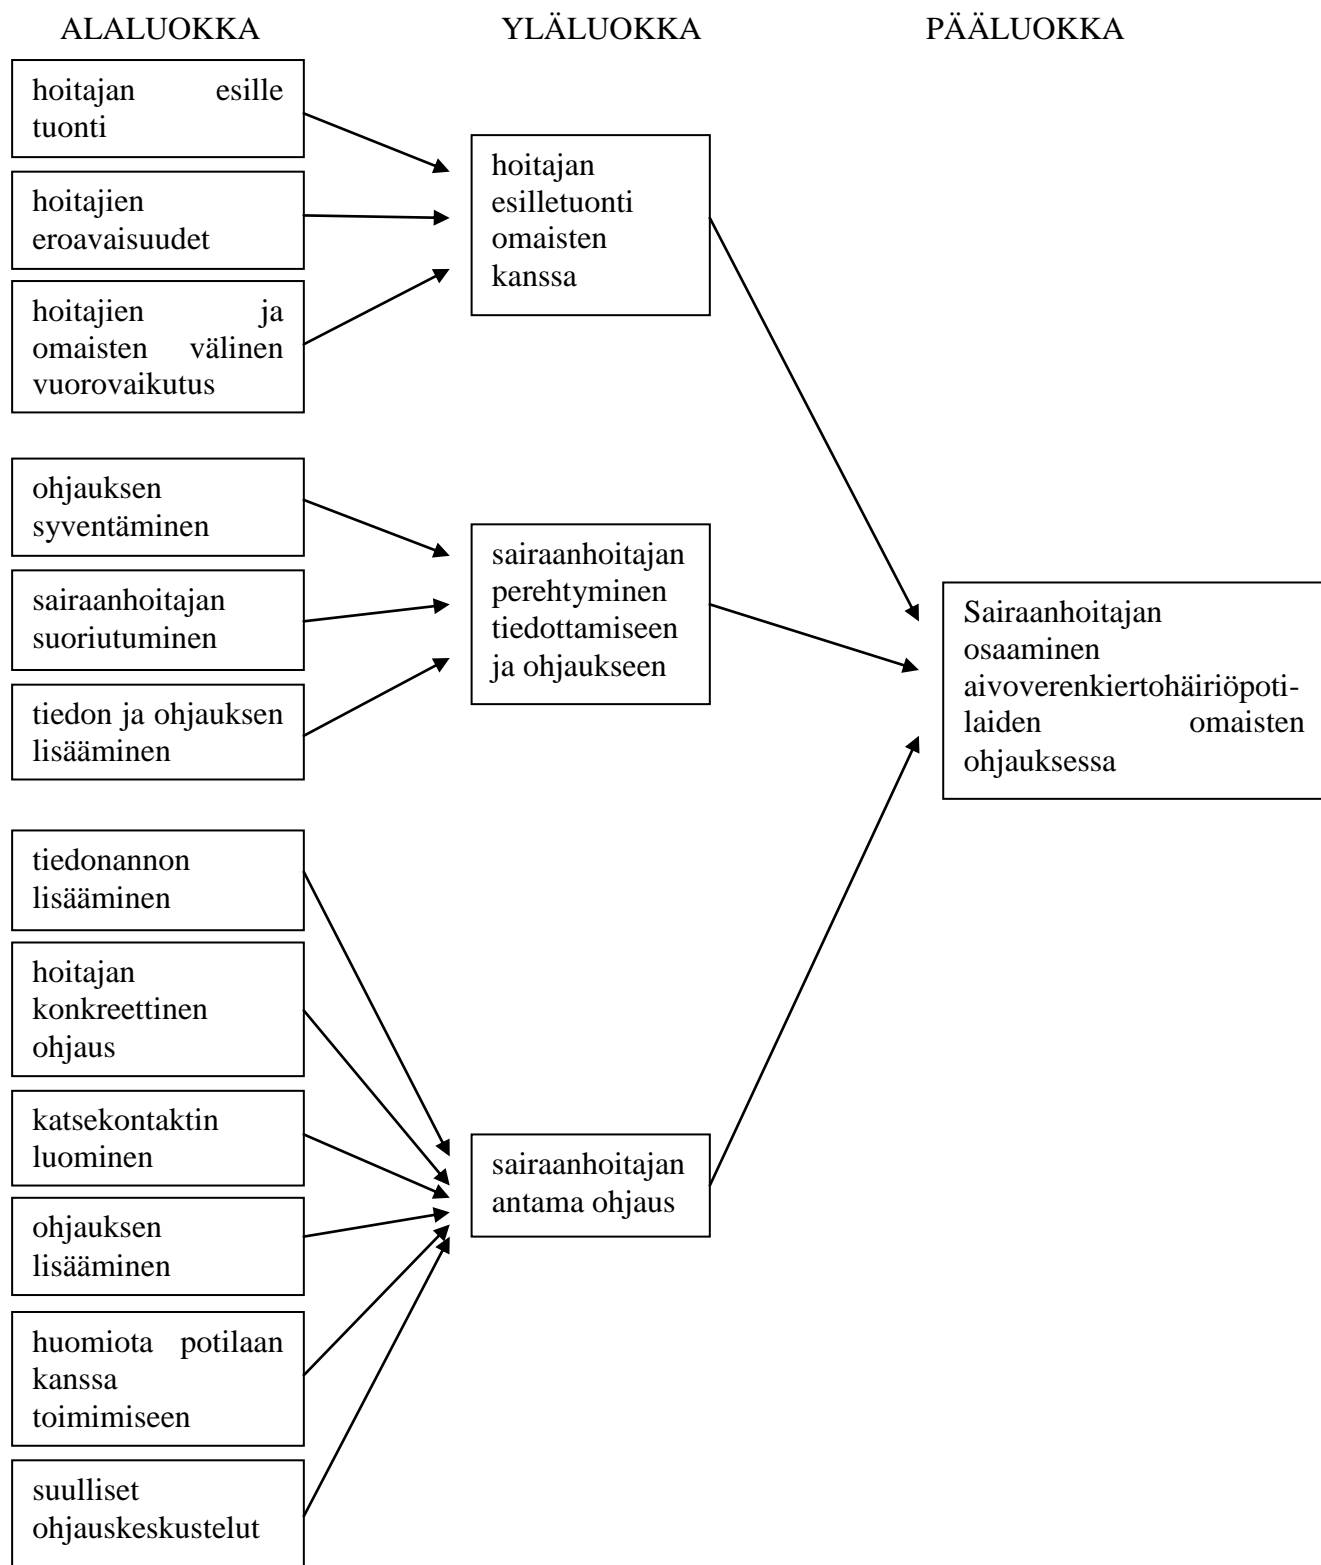 ALALUOKKA YLÄLUOKKA PÄÄLUOKKA
hoitajan esille
tuonti
hoitajien
eroavaisuudet
hoitajien ja
omaisten välinen
vuorovaikutus
ohjauksen
syventäminen
sairaanhoitajan
suoriutuminen
tiedon ja ohjauksen
lisääminen
tiedonannon
lisääminen
hoitajan
konkreettinen
ohjaus
katsekontaktin
luominen
ohjauksen
lisääminen
huomiota potilaan
kanssa
toimimiseen
suulliset
ohjauskeskustelut
hoitajan
esilletuonti
omaisten
kanssa
sairaanhoitajan
perehtyminen
tiedottamiseen
ja ohjaukseen
sairaanhoitajan
antama ohjaus
Sairaanhoitajan
osaaminen
aivoverenkiertohäiriöpoti-
laiden omaisten
ohjauksessa